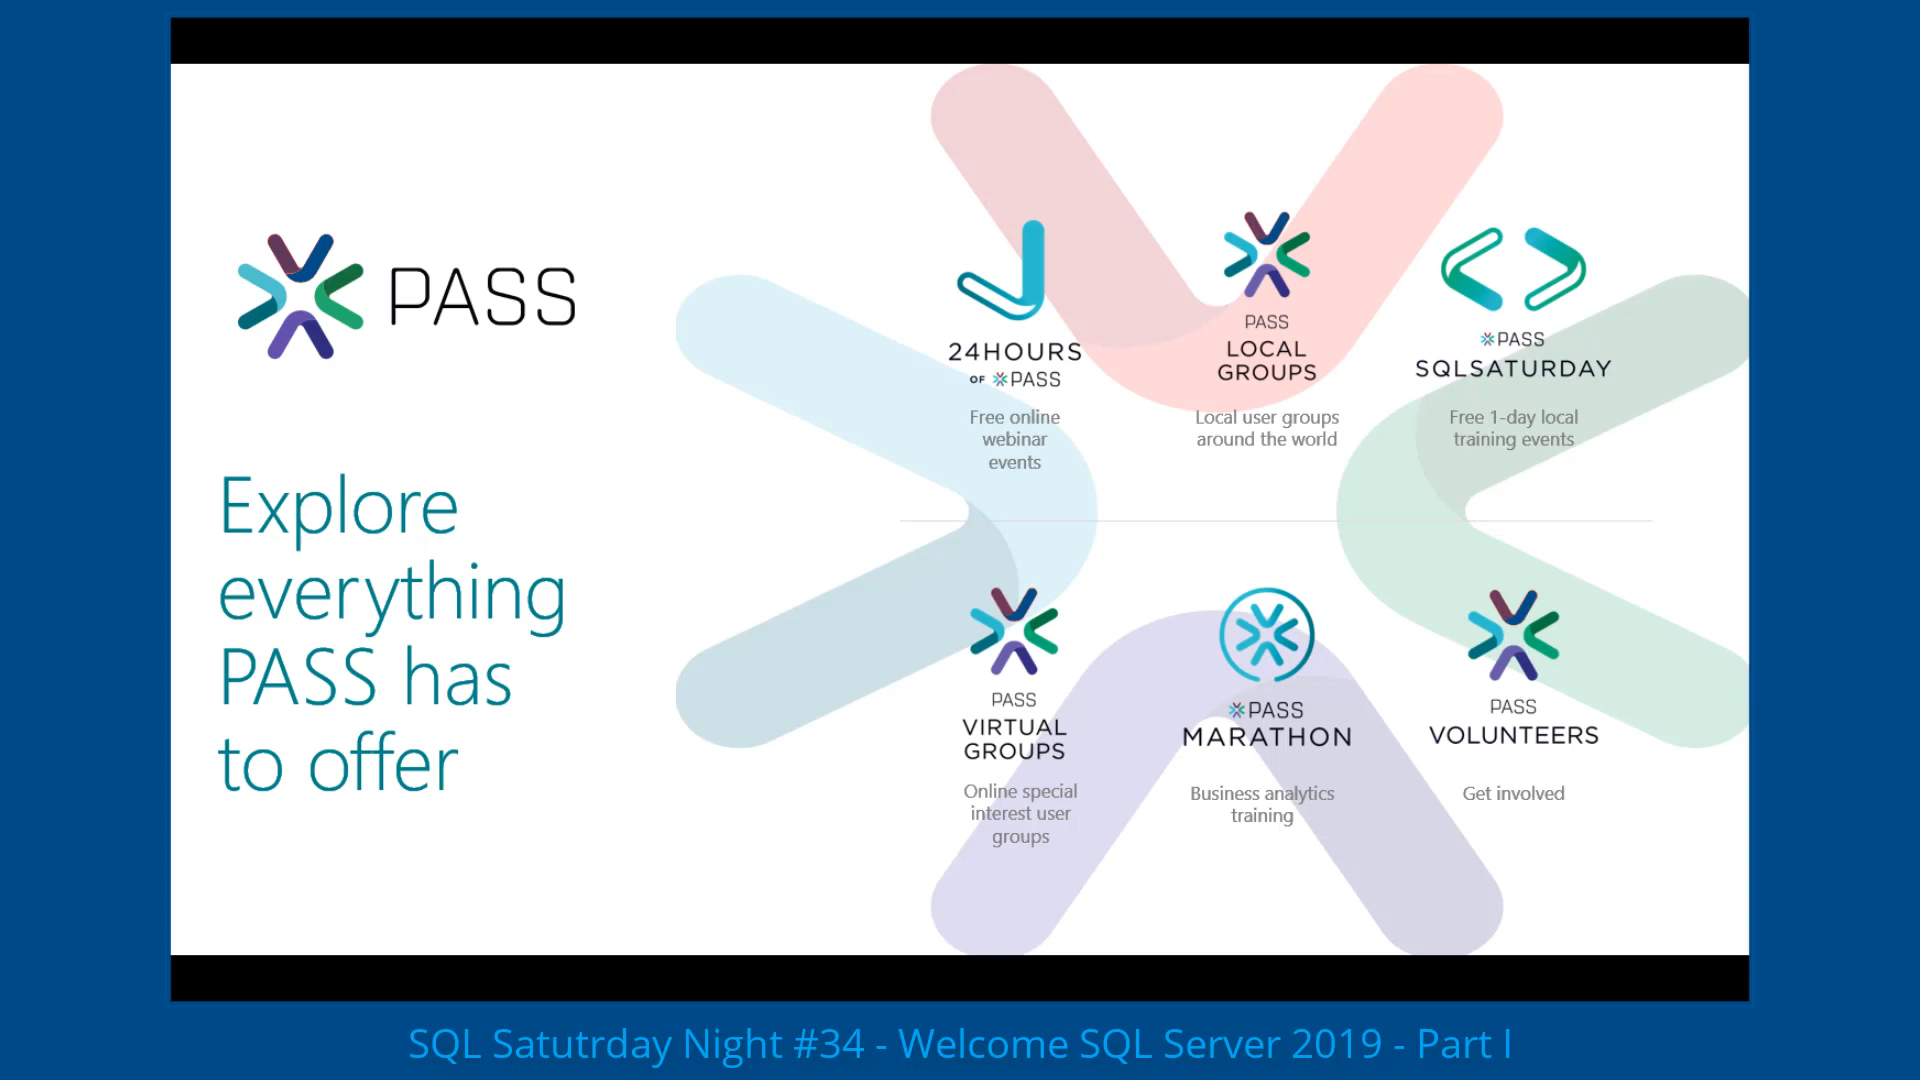 PASS
Explore
everything
PASS has
to offer
24HOURS
OF PASS
Free online
webinar
events
PASS
LOCAL
GROUPS
Local user groups
around the world
PASS
SQLSATURDAY
Free 1-day local
training events
PASS
VIRTUAL
GROUPS
Online special
interest user
groups
PASS
MARATHON
Business analytics
training
PASS
VOLUNTEERS
Get involved
SQL Satutrday Night #34 - Welcome SQL Server 2019 - Part I